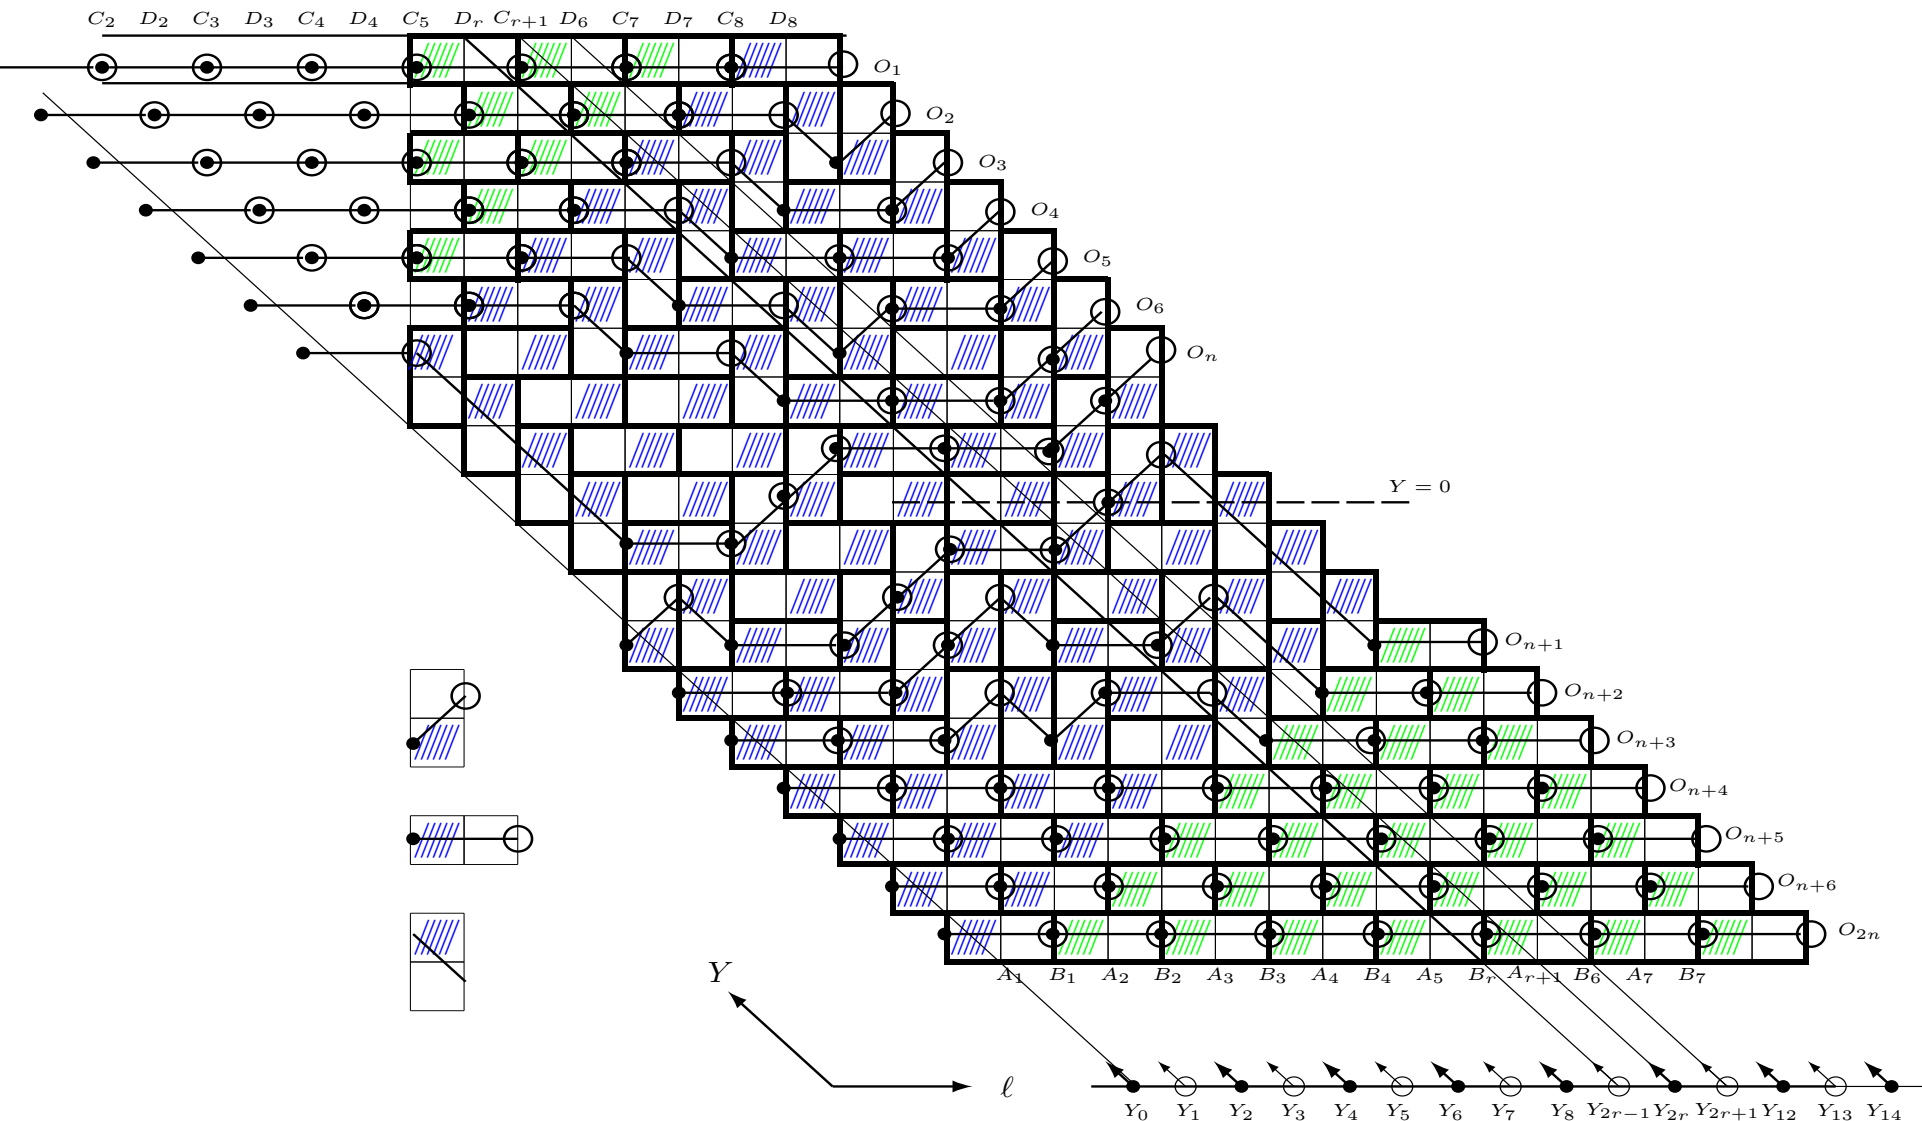 C₂ D₂ C₃ D₃ C₄ D₄ C₅ Dᵣ Cᵣ₊₁ D₆ C₇ D₇ C₈ D₈
O₁
O₂
O₃
O₄
O₅
O₆
Oₙ
Y = 0
Oₙ₊₁
Oₙ₊₂
Oₙ₊₃
Oₙ₊₄
Oₙ₊₅
Oₙ₊₆
O₂ₙ
A₁ B₁ A₂ B₂ A₃ B₃ A₄ B₄ A₅ Bᵣ Aᵣ₊₁ B₆ A₇ B₇
Y
ℓ
Y₀ Y₁ Y₂ Y₃ Y₄ Y₅ Y₆ Y₇ Y₈ Y₂ᵣ₋₁ Y₂ᵣ Y₂ᵣ₊₁ Y₁₂ Y₁₃ Y₁₄